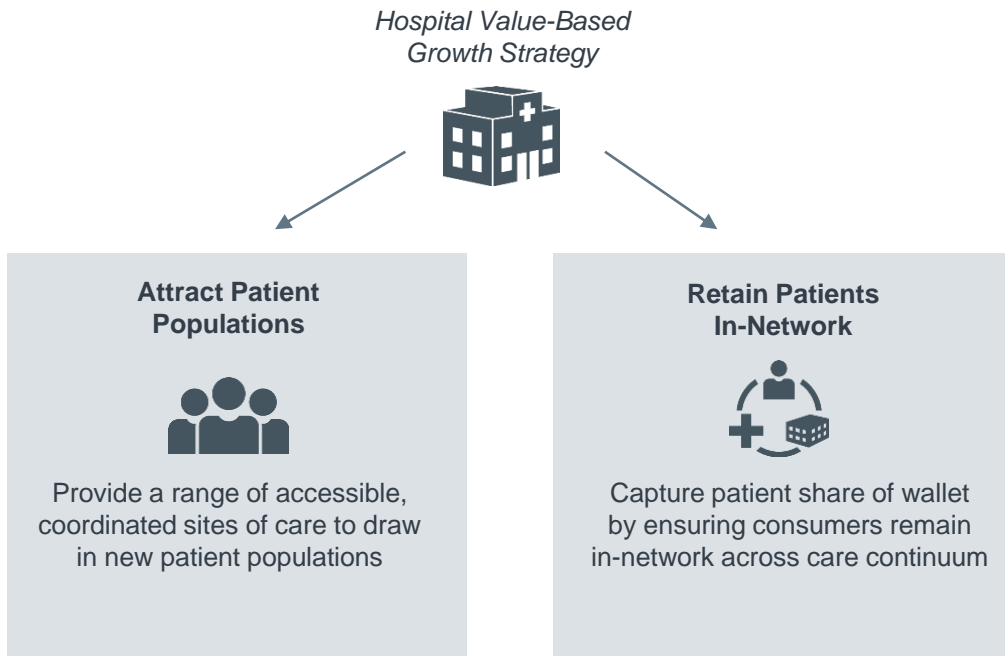 Hospital Value-Based
Growth Strategy
Attract Patient
Populations
Provide a range of accessible,
coordinated sites of care to draw
in new patient populations
Retain Patients
In-Network
Capture patient share of wallet
by ensuring consumers remain
in-network across care continuum